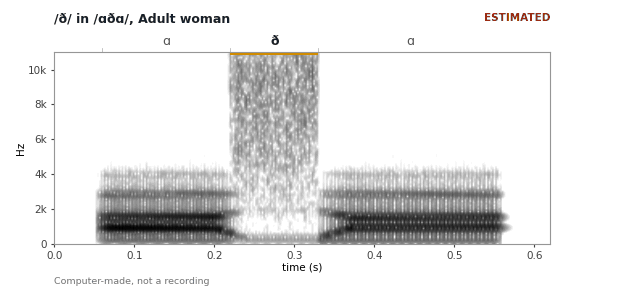 /ð/ in /ɑðɑ/, Adult woman
ESTIMATED
ɑ ð ɑ
10k
8k
6k
4k
2k
0
Hz
0.0 0.1 0.2 0.3 0.4 0.5 0.6
time (s)
Computer-made, not a recording